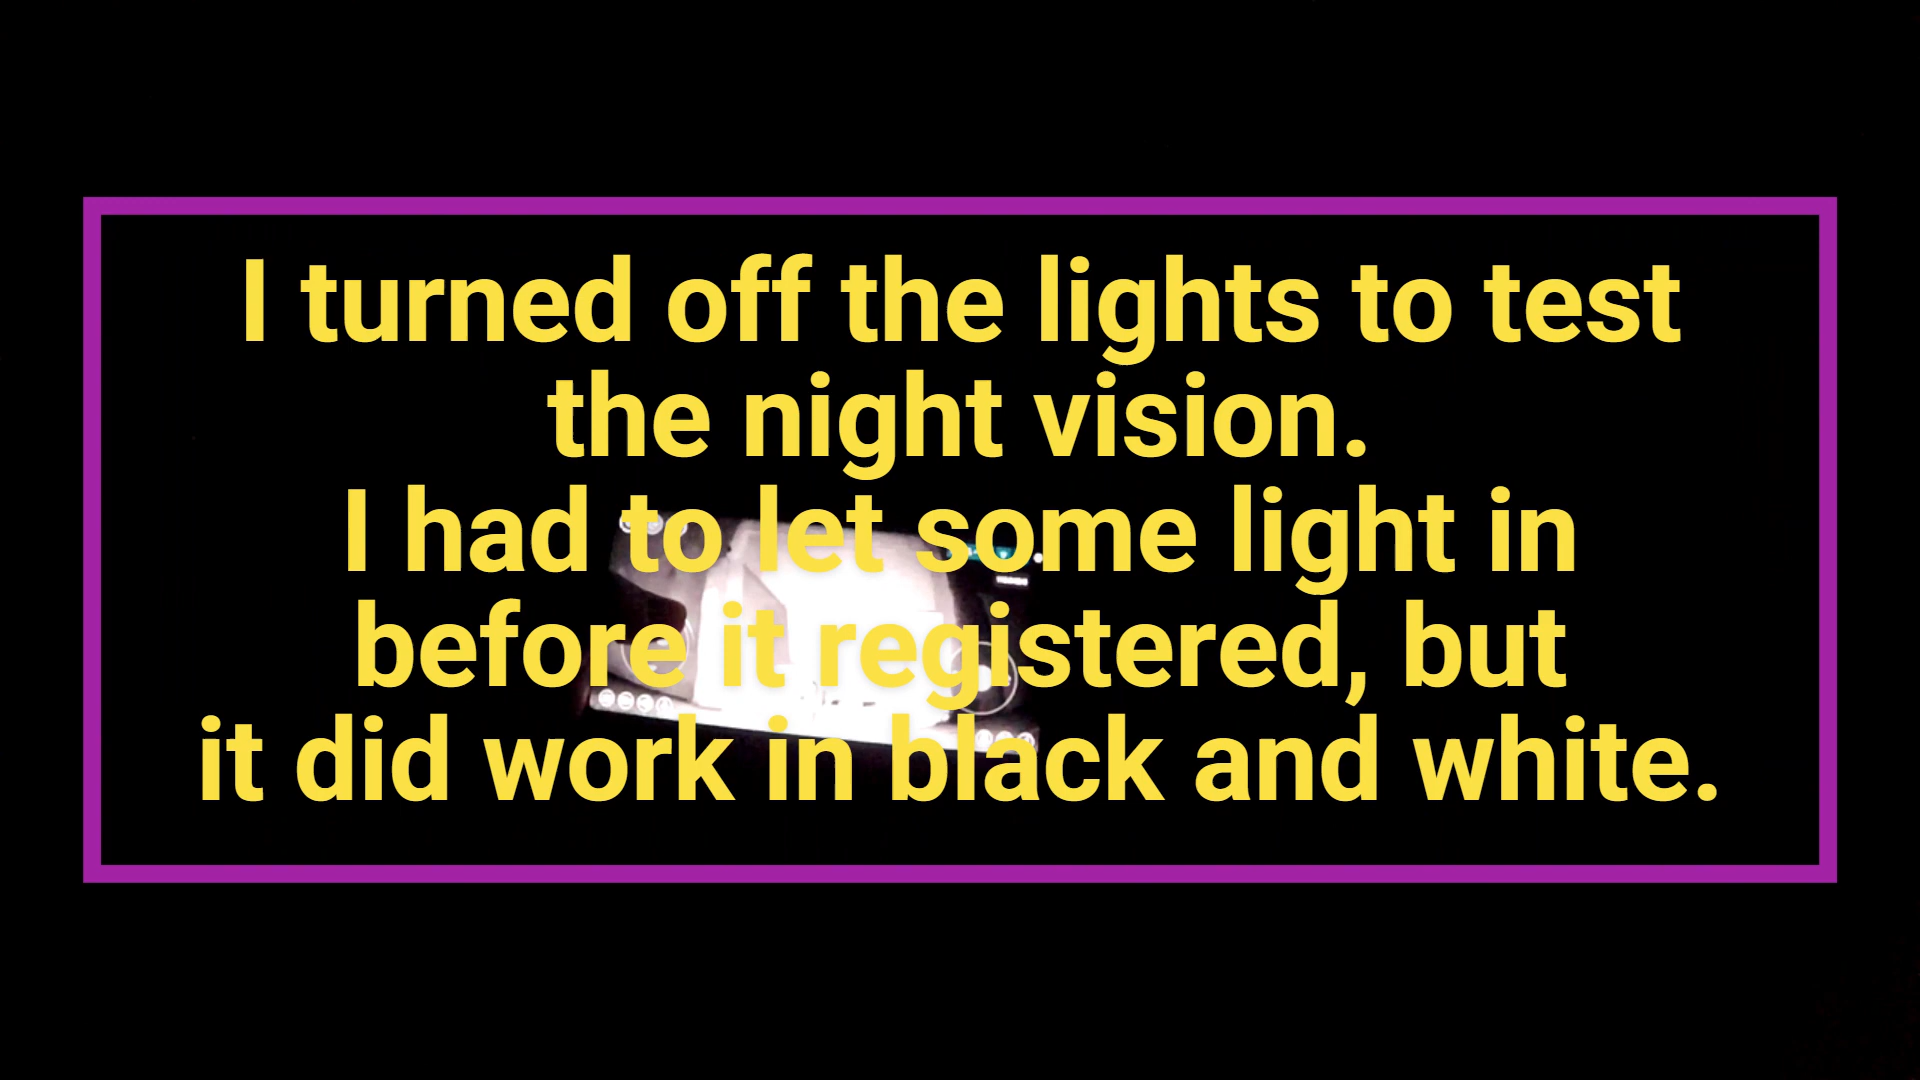 I turned off the lights to test
the night vision.
I had to let some light in
before it registered, but
it did work in black and white.